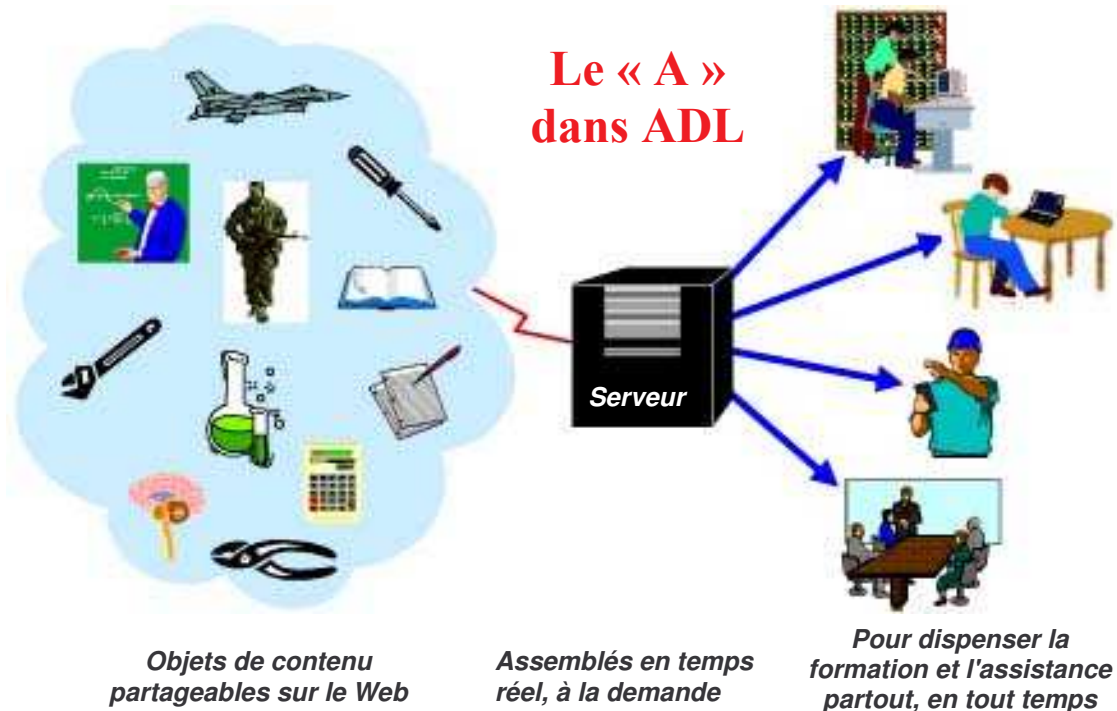 Le « A »
dans ADL
Serveur
Objets de contenu
partageables sur le Web
Assemblés en temps
réel, à la demande
Pour dispenser la
formation et l'assistance
partout, en tout temps